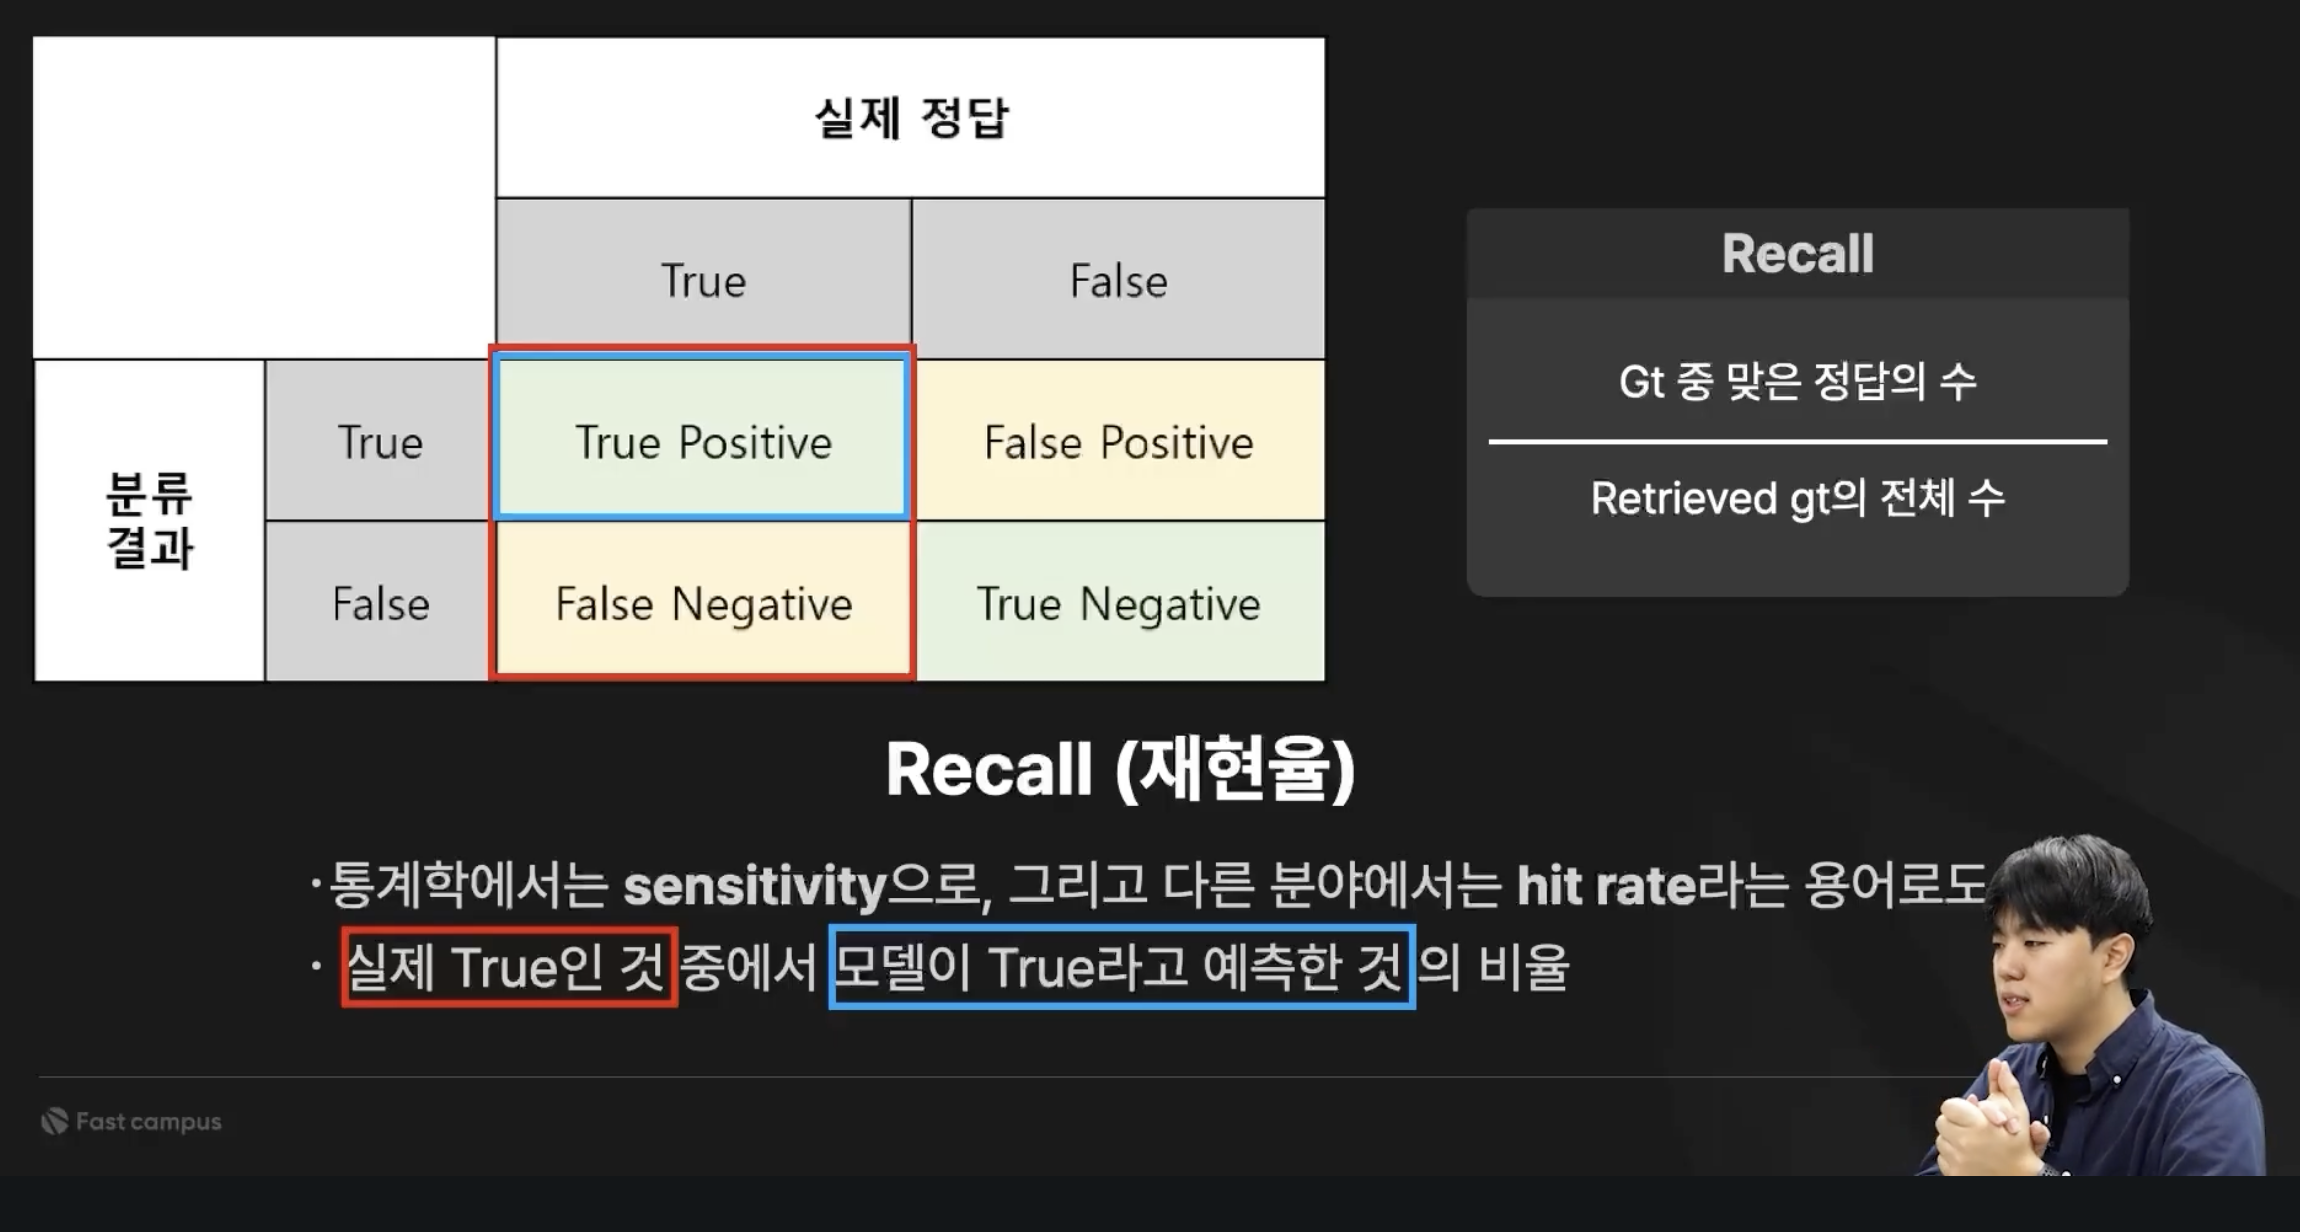 실제 정답
True
False
분류
결과
True
True Positive
False Positive
False
False Negative
True Negative
Recall
Gt 중 맞은 정답의 수
Retrieved gt의 전체 수
Recall (재현율)
· 통계학에서는 sensitivity으로, 그리고 다른 분야에서는 hit rate라는 용어로도
· 실제 True인 것 중에서 모델이 True라고 예측한 것 의 비율
Fast campus